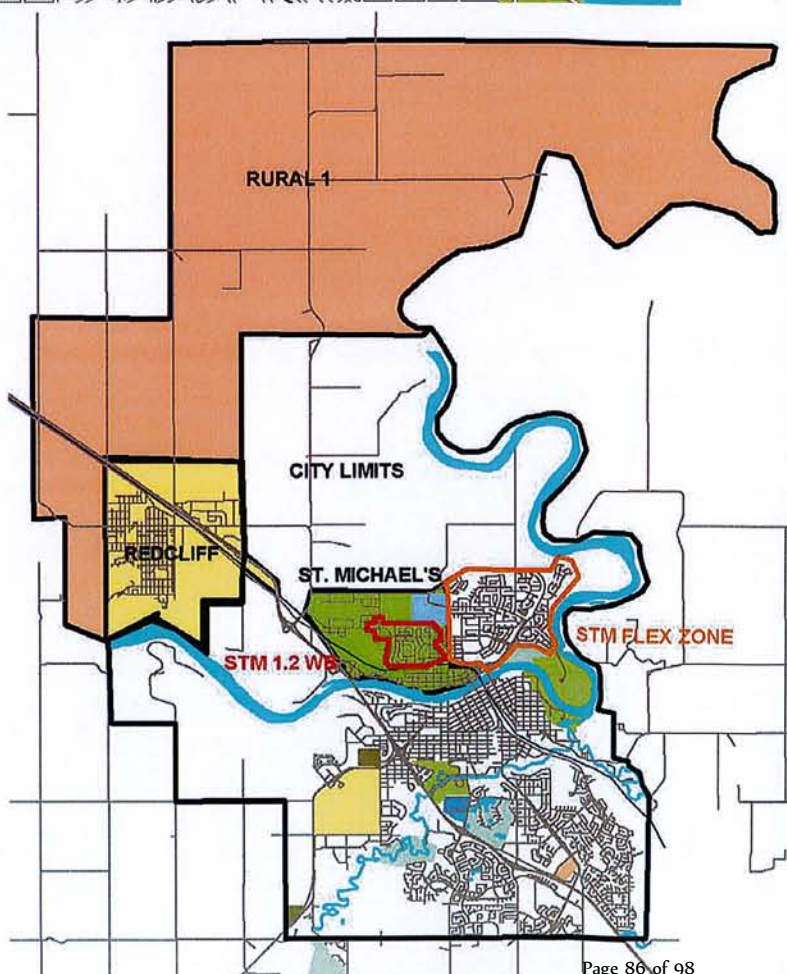 RURAL 1
CITY LIMITS
REDCLIFF
ST. MICHAEL'S
STM FLEX ZONE
STM 1.2 WB
Page 86 of 98